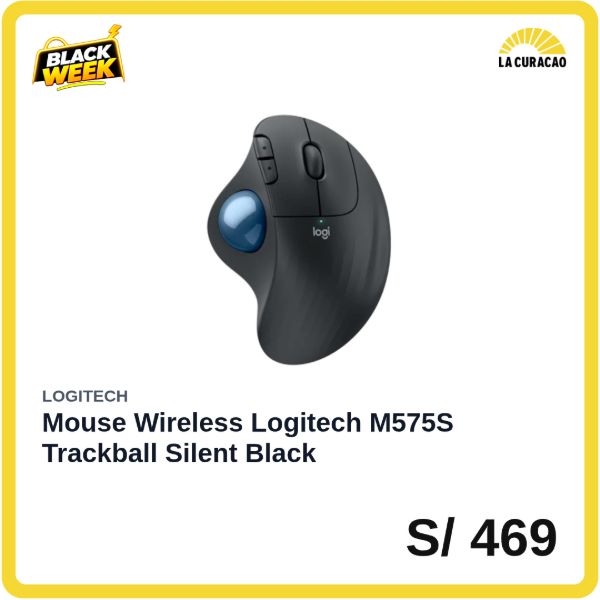 BLACK
WEEK
LA CURACAO
logi
LOGITECH
Mouse Wireless Logitech M575S
Trackball Silent Black
S/ 469